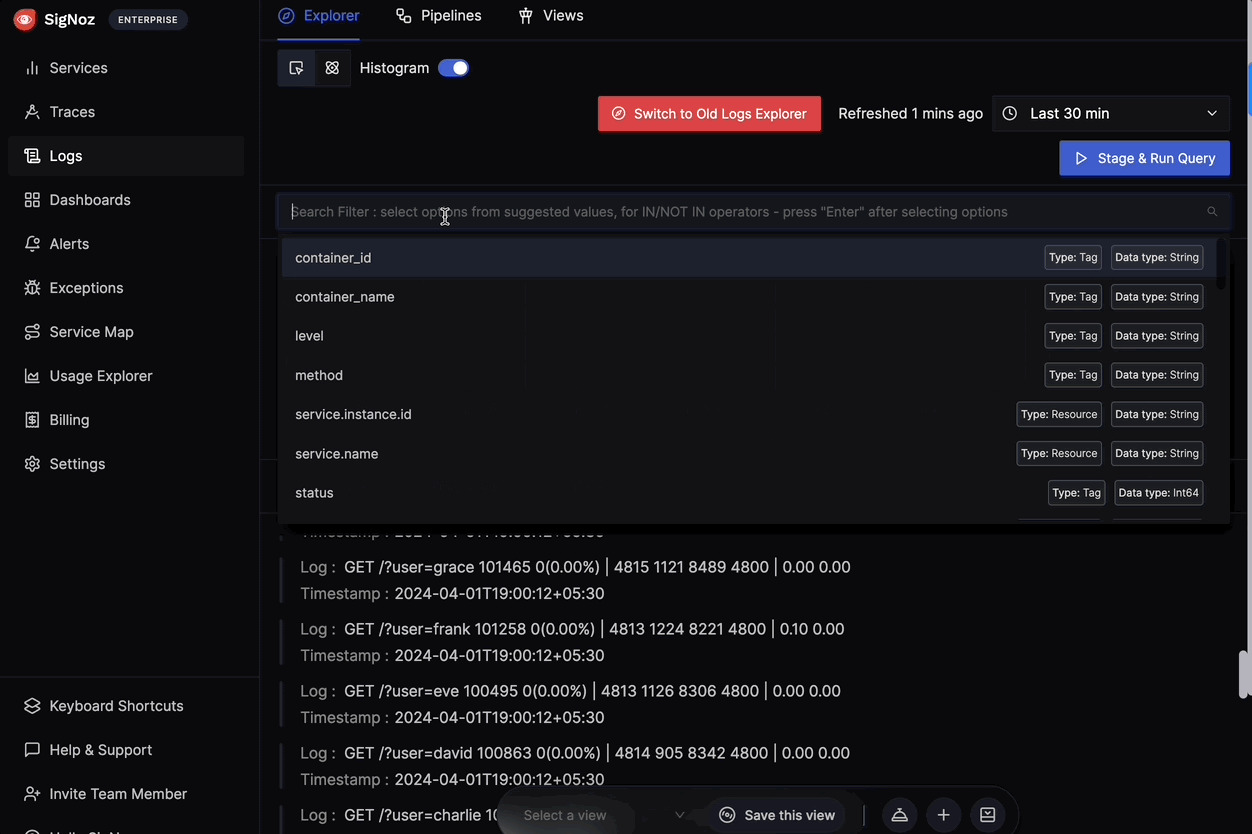 SigNoz ENTERPRISE
Services
Traces
Logs
Dashboards
Alerts
Exceptions
Service Map
Usage Explorer
Billing
Settings
Keyboard Shortcuts
Help & Support
Invite Team Member
Explorer Pipelines Views
Histogram
Switch to Old Logs Explorer Refreshed 1 mins ago Last 30 min
Stage & Run Query
Search Filter : select options from suggested values, for IN/NOT IN operators - press "Enter" after selecting options
container_id Type: Tag Data type: String
container_name Type: Tag Data type: String
level Type: Tag Data type: String
method Type: Tag Data type: String
service.instance.id Type: Resource Data type: String
service.name Type: Resource Data type: String
status Type: Tag Data type: Int64
Log : GET /?user=grace 101465 0(0.00%) | 4815 1121 8489 4800 | 0.00 0.00
Timestamp : 2024-04-01T19:00:12+05:30
Log : GET /?user=frank 101258 0(0.00%) | 4813 1224 8221 4800 | 0.10 0.00
Timestamp : 2024-04-01T19:00:12+05:30
Log : GET /?user=eve 100495 0(0.00%) | 4813 1126 8306 4800 | 0.00 0.00
Timestamp : 2024-04-01T19:00:12+05:30
Log : GET /?user=david 100863 0(0.00%) | 4814 905 8342 4800 | 0.00 0.00
Timestamp : 2024-04-01T19:00:12+05:30
Log : GET /?user=charlie 10
Select a view Save this view